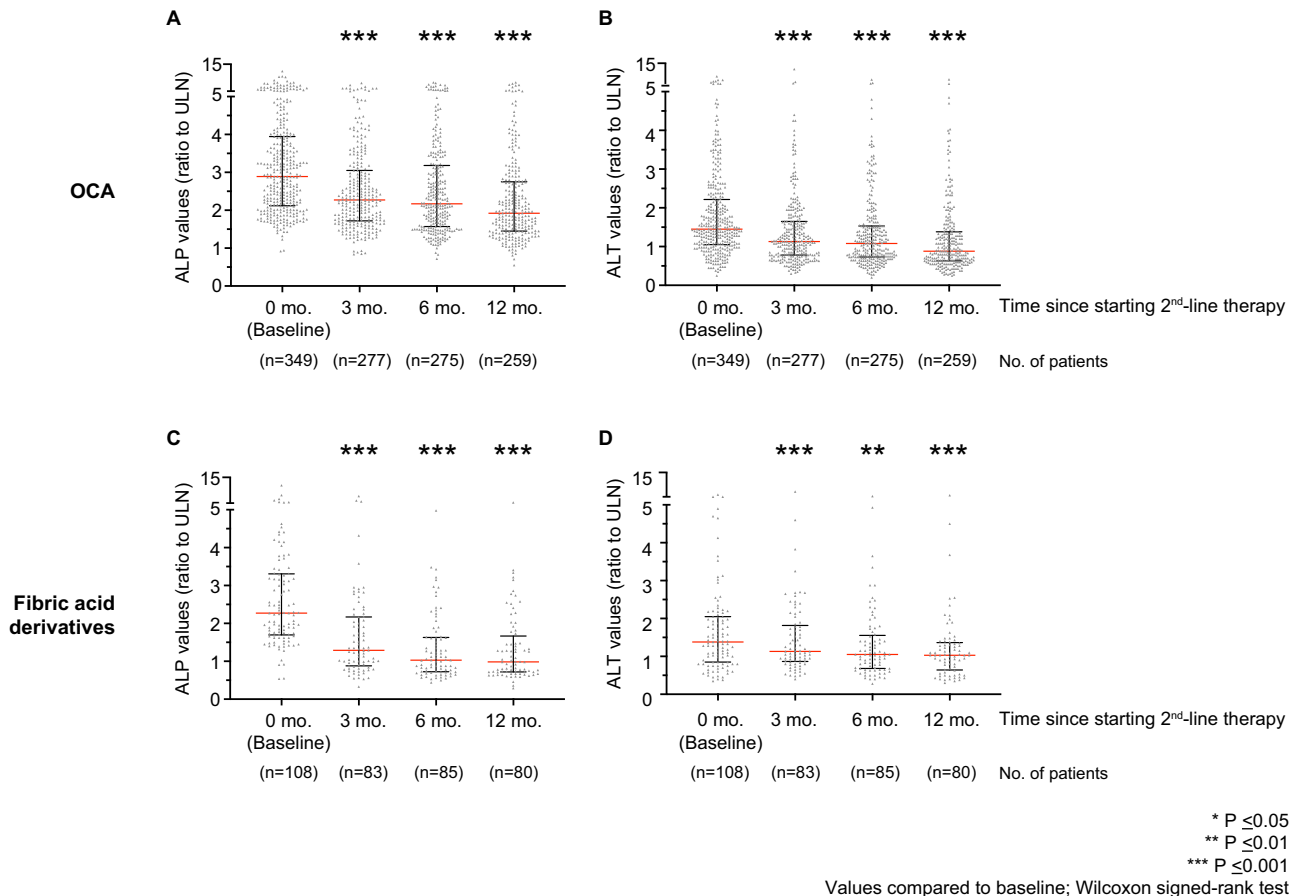 A
*** *** ***
15
5
4
3
2
1
0
ALP values (ratio to ULN)
0 mo. 3 mo. 6 mo. 12 mo.
(Baseline)
(n=349) (n=277) (n=275) (n=259)
B
*** *** ***
15
5
4
3
2
1
0
ALT values (ratio to ULN)
0 mo. 3 mo. 6 mo. 12 mo. Time since starting 2nd-line therapy
(Baseline)
(n=349) (n=277) (n=275) (n=259) No. of patients
OCA
C
*** *** ***
15
5
4
3
2
1
0
ALP values (ratio to ULN)
0 mo. 3 mo. 6 mo. 12 mo.
(Baseline)
(n=108) (n=83) (n=85) (n=80)
D
*** ** ***
15
5
4
3
2
1
0
ALT values (ratio to ULN)
0 mo. 3 mo. 6 mo. 12 mo. Time since starting 2nd-line therapy
(Baseline)
(n=108) (n=83) (n=85) (n=80) No. of patients
Fibric acid
derivatives
* P ≤0.05
** P ≤0.01
*** P ≤0.001
Values compared to baseline; Wilcoxon signed-rank test